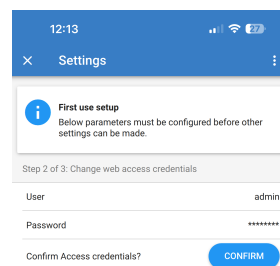 12:13
27
Settings
First use setup
Below parameters must be configured before other
settings can be made.
Step 2 of 3: Change web access credentials
User admin
Password ********
Confirm Access credentials? CONFIRM